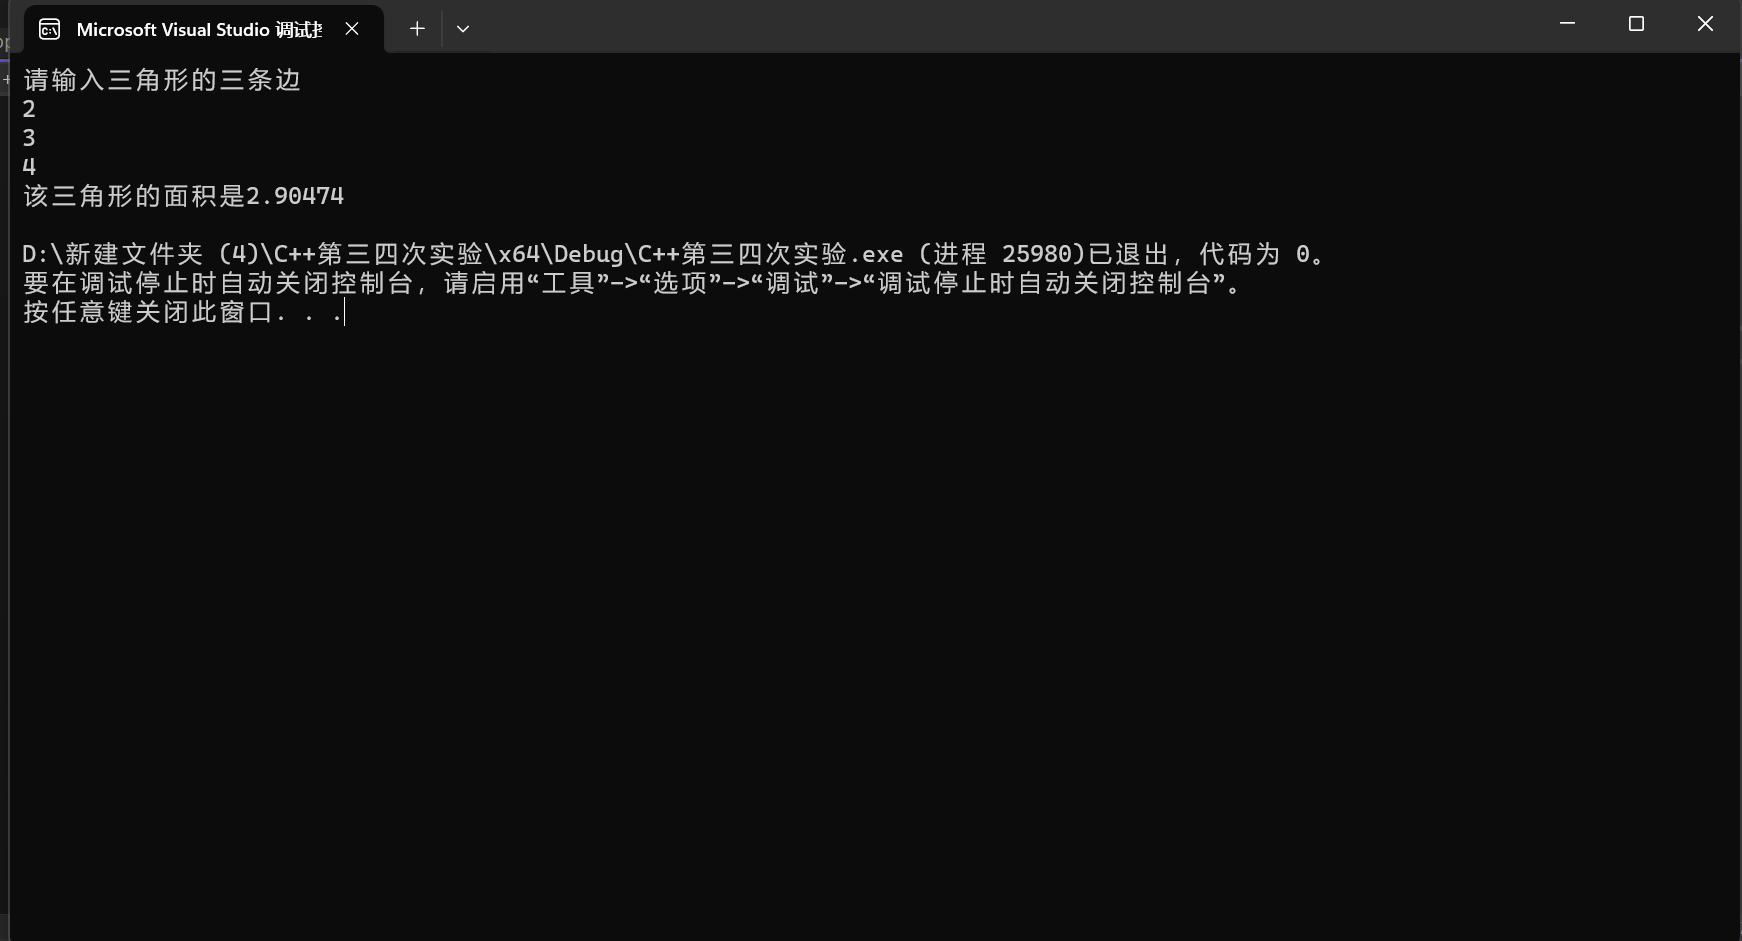 Microsoft Visual Studio 调试
请输入三角形的三条边
2
3
4
该三角形的面积是2.90474
D:\新建文件夹 (4)\C++第三四次实验\x64\Debug\C++第三四次实验.exe (进程 25980)已退出，代码为 0。
要在调试停止时自动关闭控制台，请启用“工具”->“选项”->“调试”->“调试停止时自动关闭控制台”。
按任意键关闭此窗口. . .